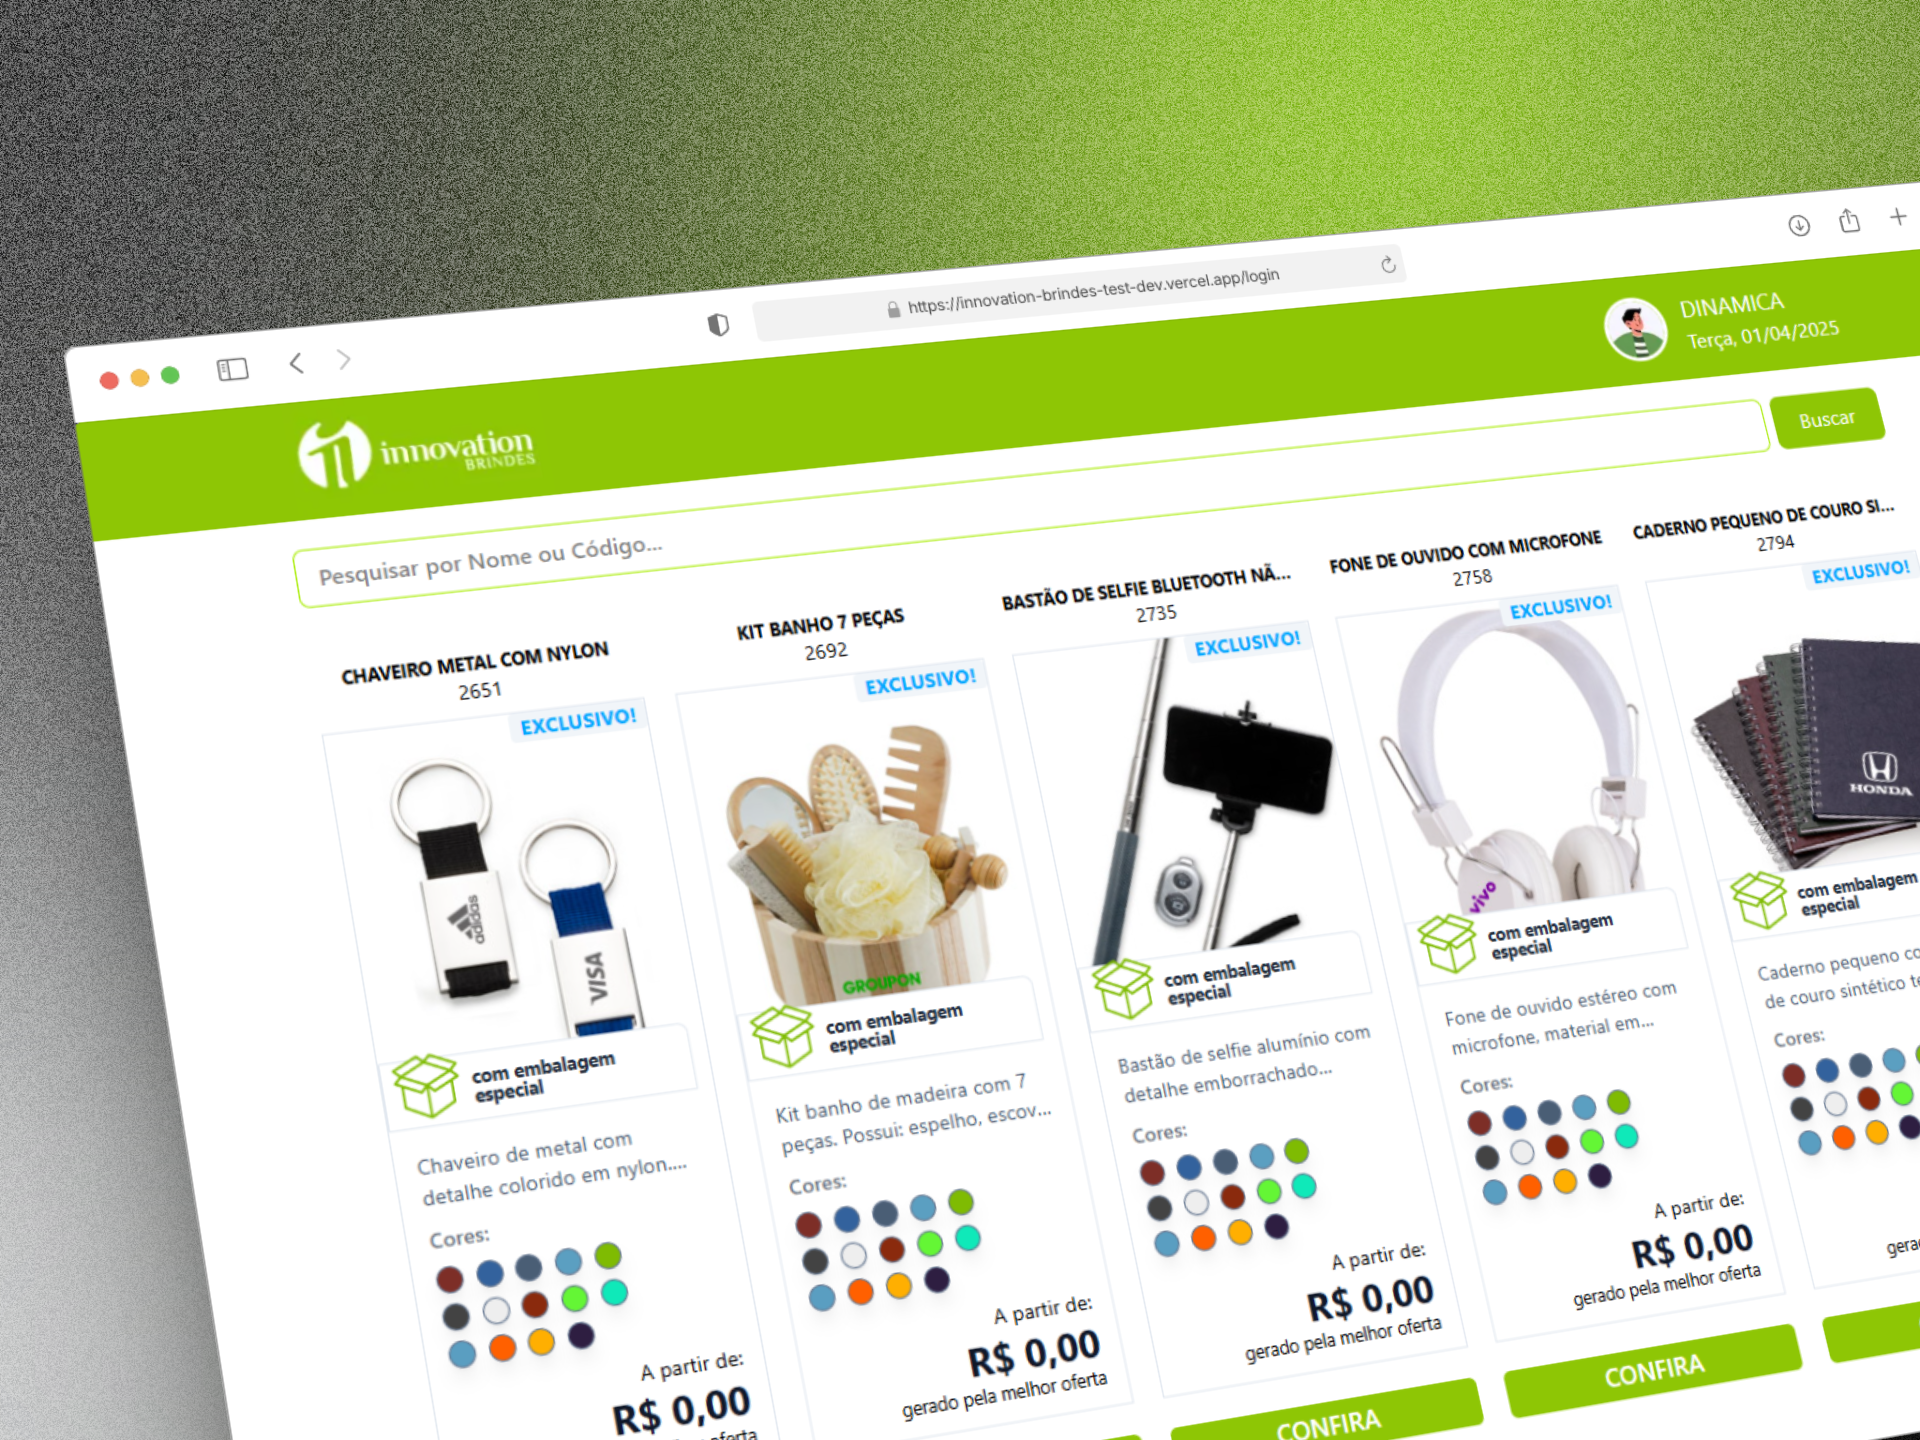 https://innovation-brindes-test-dev.vercel.app/login
DINAMICA
Terça, 01/04/2025
innovation
BRINDES
Pesquisar por Nome ou Código...
Buscar
CHAVEIRO METAL COM NYLON
2651
EXCLUSIVO!
adidas
VISA
com embalagem
especial
Chaveiro de metal com
detalhe colorido em nylon....
Cores:
A partir de:
R$ 0,00
KIT BANHO 7 PEÇAS
2692
EXCLUSIVO!
GROUPON
com embalagem
especial
Kit banho de madeira com 7
peças. Possui: espelho, escov...
Cores:
A partir de:
R$ 0,00
gerado pela melhor oferta
BASTÃO DE SELFIE BLUETOOTH NÃ...
2735
EXCLUSIVO!
com embalagem
especial
Bastão de selfie alumínio com
detalhe emborrachado...
Cores:
A partir de:
R$ 0,00
gerado pela melhor oferta
CONFIRA
FONE DE OUVIDO COM MICROFONE
2758
EXCLUSIVO!
vivo
com embalagem
especial
Fone de ouvido estéreo com
microfone, material em...
Cores:
A partir de:
R$ 0,00
gerado pela melhor oferta
CONFIRA
CADERNO PEQUENO DE COURO SI...
2794
EXCLUSIVO!
HONDA
com embalagem
especial
Caderno pequeno
de couro sintético
Cores: